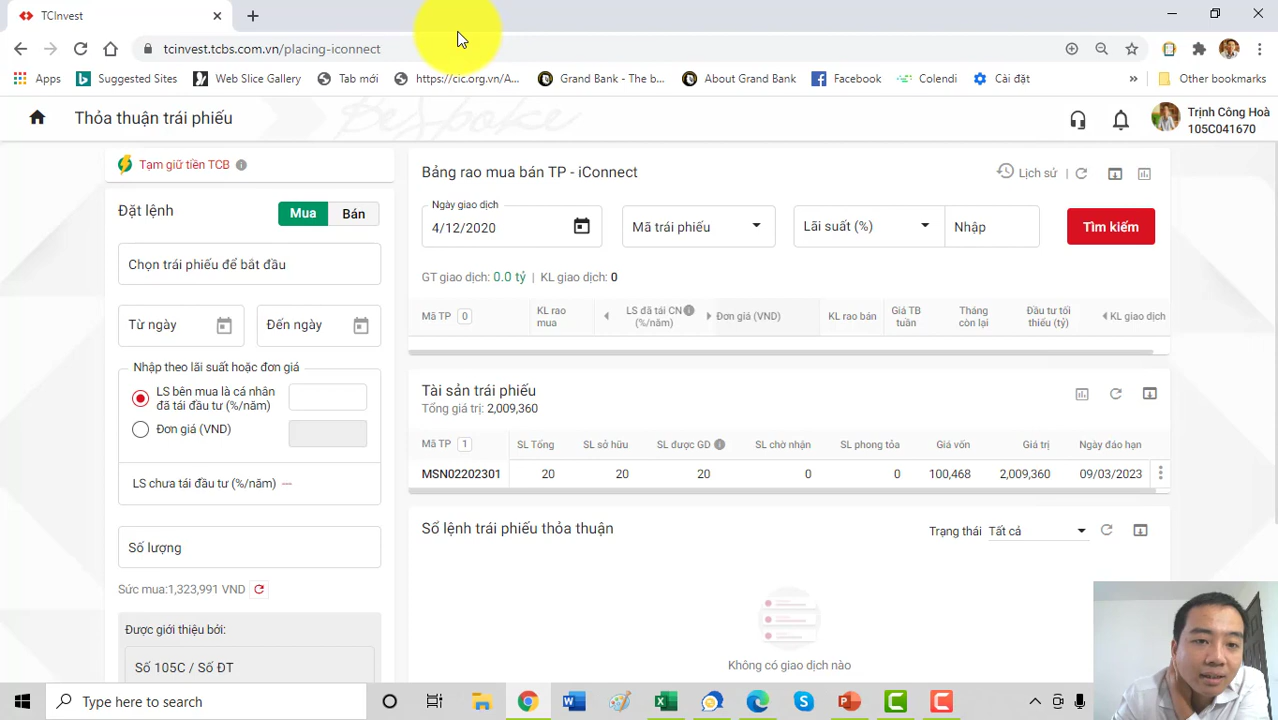 TCInvest
tcinvest.tcbs.com.vn/placing-iconnect
Apps
Suggested Sites
Web Slice Gallery
Tab mới
https://cic.org.vn/A...
Grand Bank - The b...
About Grand Bank
Facebook
Colendi
Cài đặt
»
Other bookmarks
Thỏa thuận trái phiếu
BeSpoke
Trịnh Công Hoà
105C041670
Tạm giữ tiền TCB
Đặt lệnh
Mua
Bán
Chọn trái phiếu để bắt đầu
Từ ngày
Đến ngày
Nhập theo lãi suất hoặc đơn giá
LS bên mua là cá nhân
đã tái đầu tư (%/năm)
Đơn giá (VND)
LS chưa tái đầu tư (%/năm) ---
Số lượng
Sức mua:1,323,991 VND
Được giới thiệu bởi:
Số 105C / Số ĐT
Bảng rao mua bán TP - iConnect
Lịch sử
Ngày giao dịch
4/12/2020
Mã trái phiếu
Lãi suất (%)
Nhập
Tìm kiếm
GT giao dịch: 0.0 tỷ | KL giao dịch: 0
Mã TP 0
KL rao
mua
LS đã tái CN
(%/năm)
Đơn giá (VND)
KL rao bán
Giá TB
tuần
Tháng
còn lại
Đầu tư tối
thiểu (tỷ)
KL giao dịch
Tài sản trái phiếu
Tổng giá trị: 2,009,360
Mã TP 1
SL Tổng
SL sở hữu
SL được GD
SL chờ nhận
SL phong tỏa
Giá vốn
Giá trị
Ngày đáo hạn
MSN02202301
20
20
20
0
0
100,468
2,009,360
09/03/2023
Sổ lệnh trái phiếu thỏa thuận
Trạng thái
Tất cả
Không có giao dịch nào
Type here to search